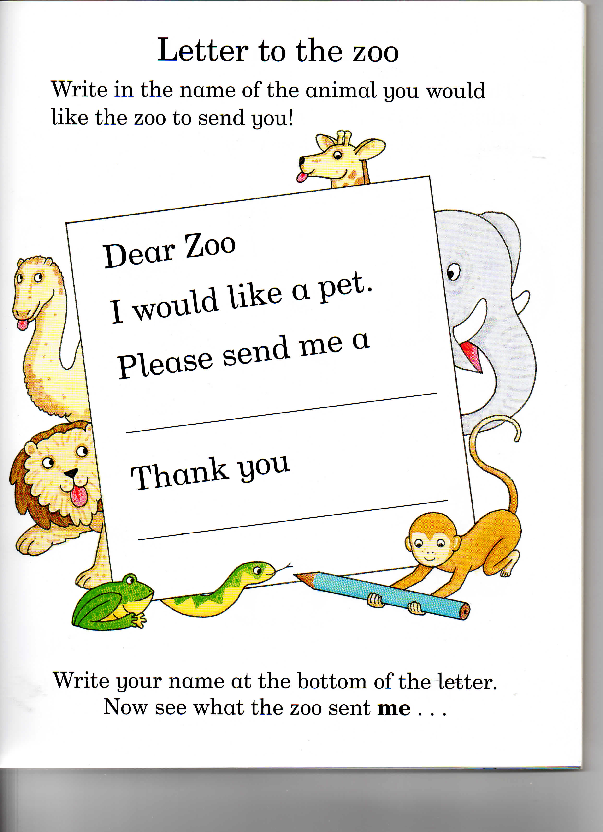 Letter to the zoo
Write in the name of the animal you would
like the zoo to send you!
Dear Zoo
I would like a pet.
Please send me a
Thank you
Write your name at the bottom of the letter.
Now see what the zoo sent me . . .